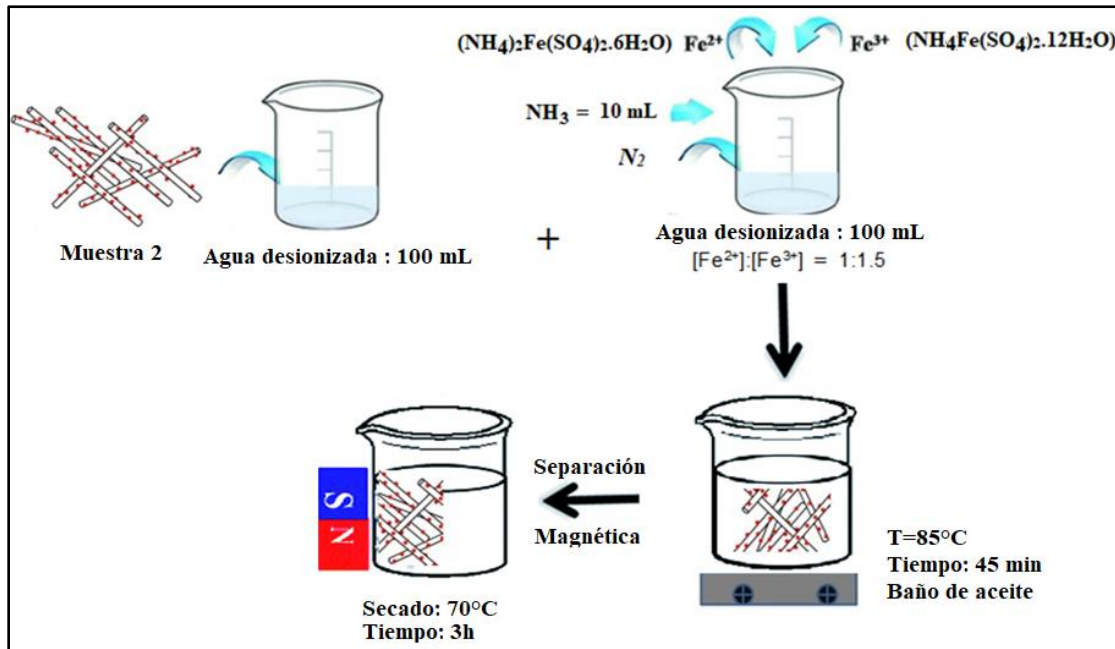 (NH4)2Fe(SO4)2.6H2O) Fe2+ Fe3+ (NH4Fe(SO4)2.12H2O)
NH3 = 10 mL
N2
Muestra 2
Agua desionizada : 100 mL
+
Agua desionizada : 100 mL
[Fe2+]:[Fe3+] = 1:1.5
S
N
Separación
Magnética
T=85°C
Tiempo: 45 min
Baño de aceite
Secado: 70°C
Tiempo: 3h